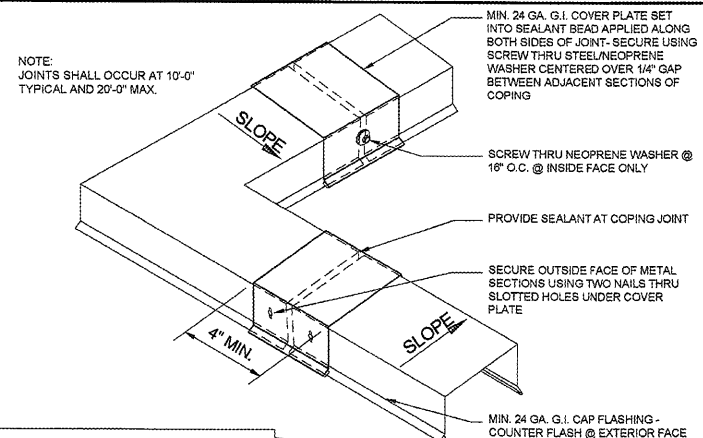 NOTE:
JOINTS SHALL OCCUR AT 10'-0"
TYPICAL AND 20'-0" MAX.
MIN. 24 GA. G.I. COVER PLATE SET
INTO SEALANT BEAD APPLIED ALONG
BOTH SIDES OF JOINT- SECURE USING
SCREW THRU STEEL/NEOPRENE
WASHER CENTERED OVER 1/4" GAP
BETWEEN ADJACENT SECTIONS OF
COPING
SLOPE
SCREW THRU NEOPRENE WASHER @
16" O.C. @ INSIDE FACE ONLY
PROVIDE SEALANT AT COPING JOINT
SECURE OUTSIDE FACE OF METAL
SECTIONS USING TWO NAILS THRU
SLOTTED HOLES UNDER COVER
PLATE
4" MIN.
SLOPE
MIN. 24 GA. G.I. CAP FLASHING -
COUNTER FLASH @ EXTERIOR FACE